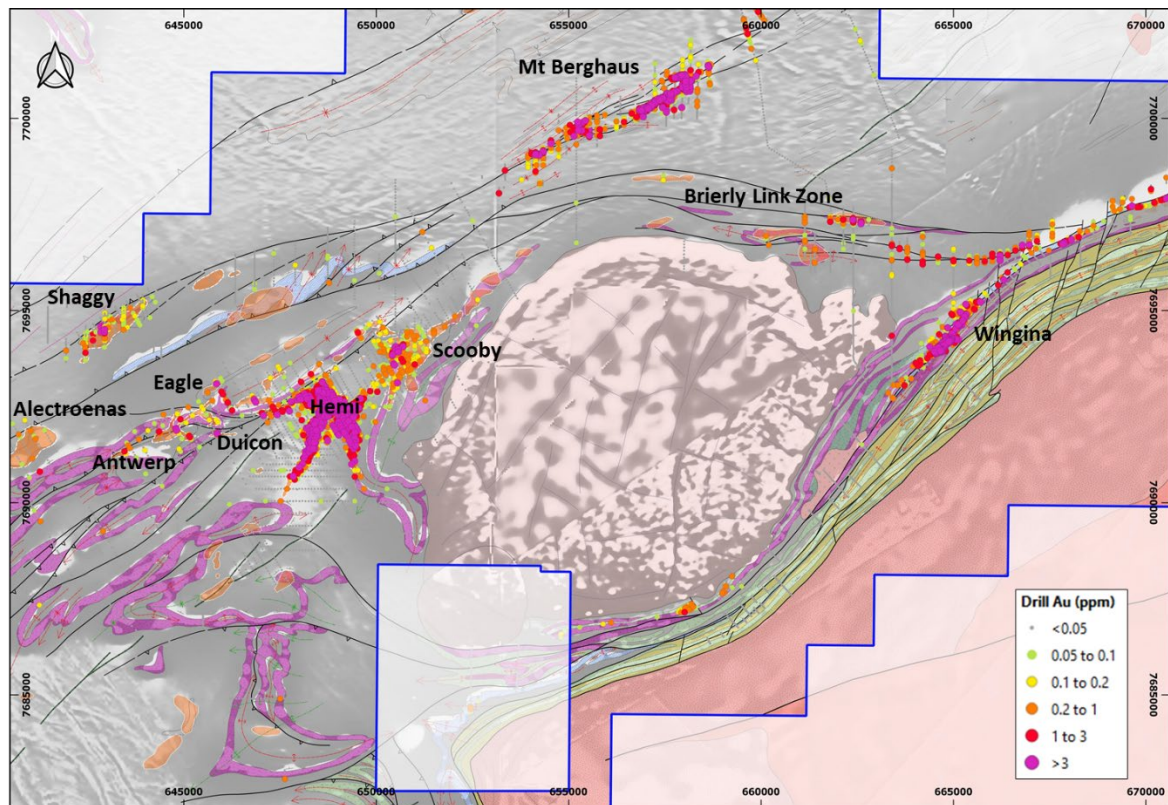 645000
650000
655000
660000
665000
670000
Mt Berghaus
7700000
7700000
Brierly Link Zone
Shaggy
7695000
7695000
Scooby
Wingina
Eagle
Hemi
Alectroenas
Duicon
Antwerp
7690000
7690000
Drill Au (ppm)
<0.05
0.05 to 0.1
0.1 to 0.2
0.2 to 1
1 to 3
>3
7685000
7685000
645000
650000
655000
660000
665000
670000